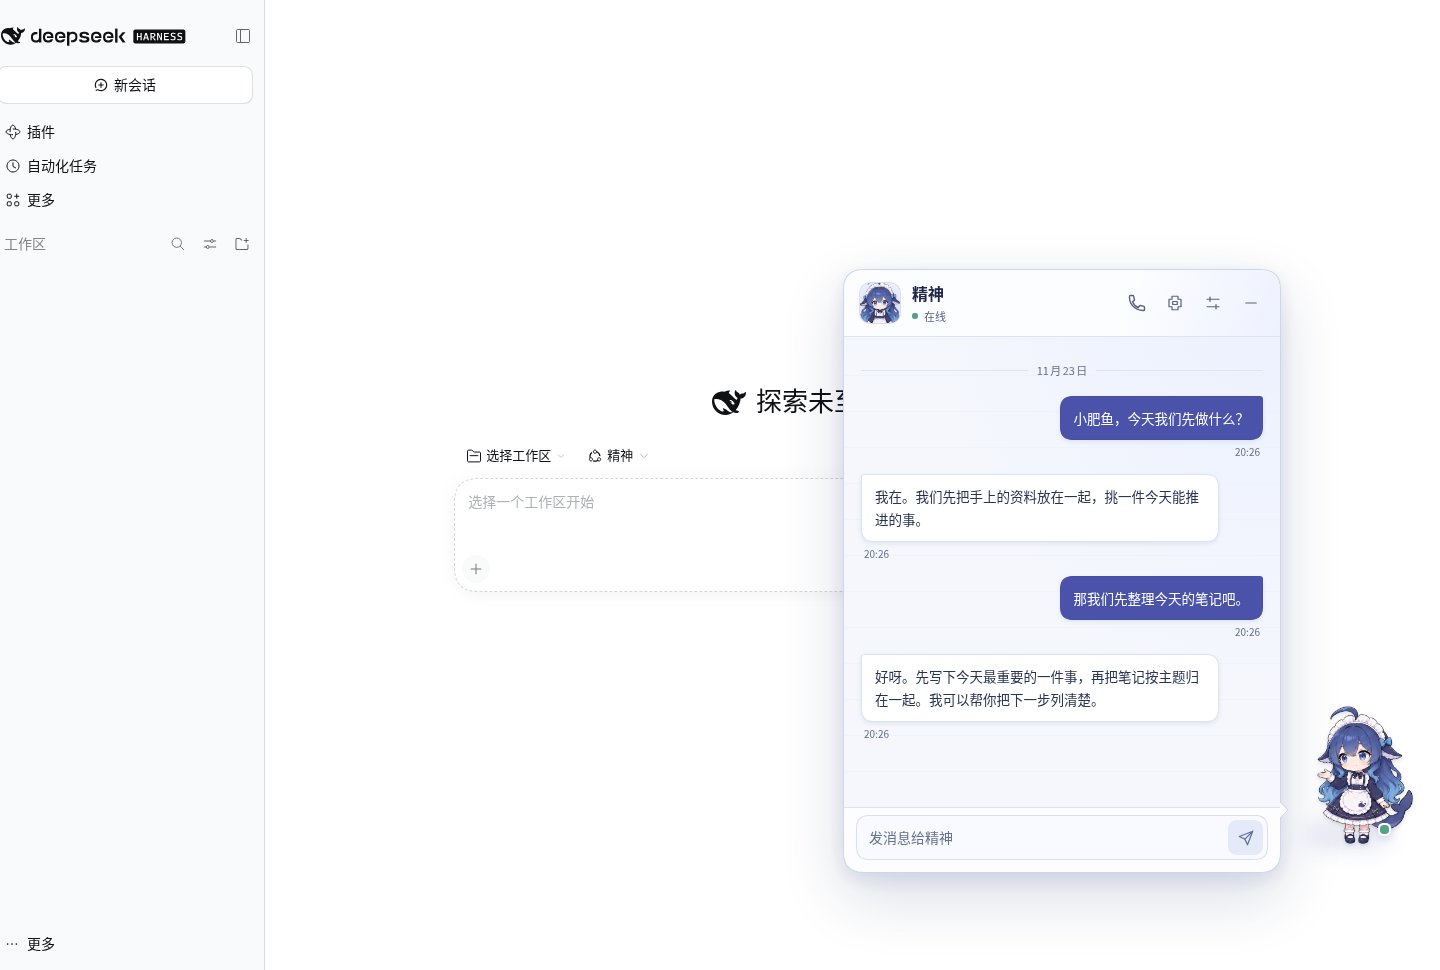 deepseek HARNESS
新会话
插件
自动化任务
更多
工作区
更多
探索未
选择工作区
精神
选择一个工作区开始
精神
在线
11月23日
小肥鱼，今天我们先做什么？
20:26
我在。我们先把手上的资料放在一起，挑一件今天能推
进的事。
20:26
那我们先整理今天的笔记吧。
20:26
好呀。先写下今天最重要的一件事，再把笔记按主题归
在一起。我可以帮你把下一步列清楚。
20:26
发消息给精神